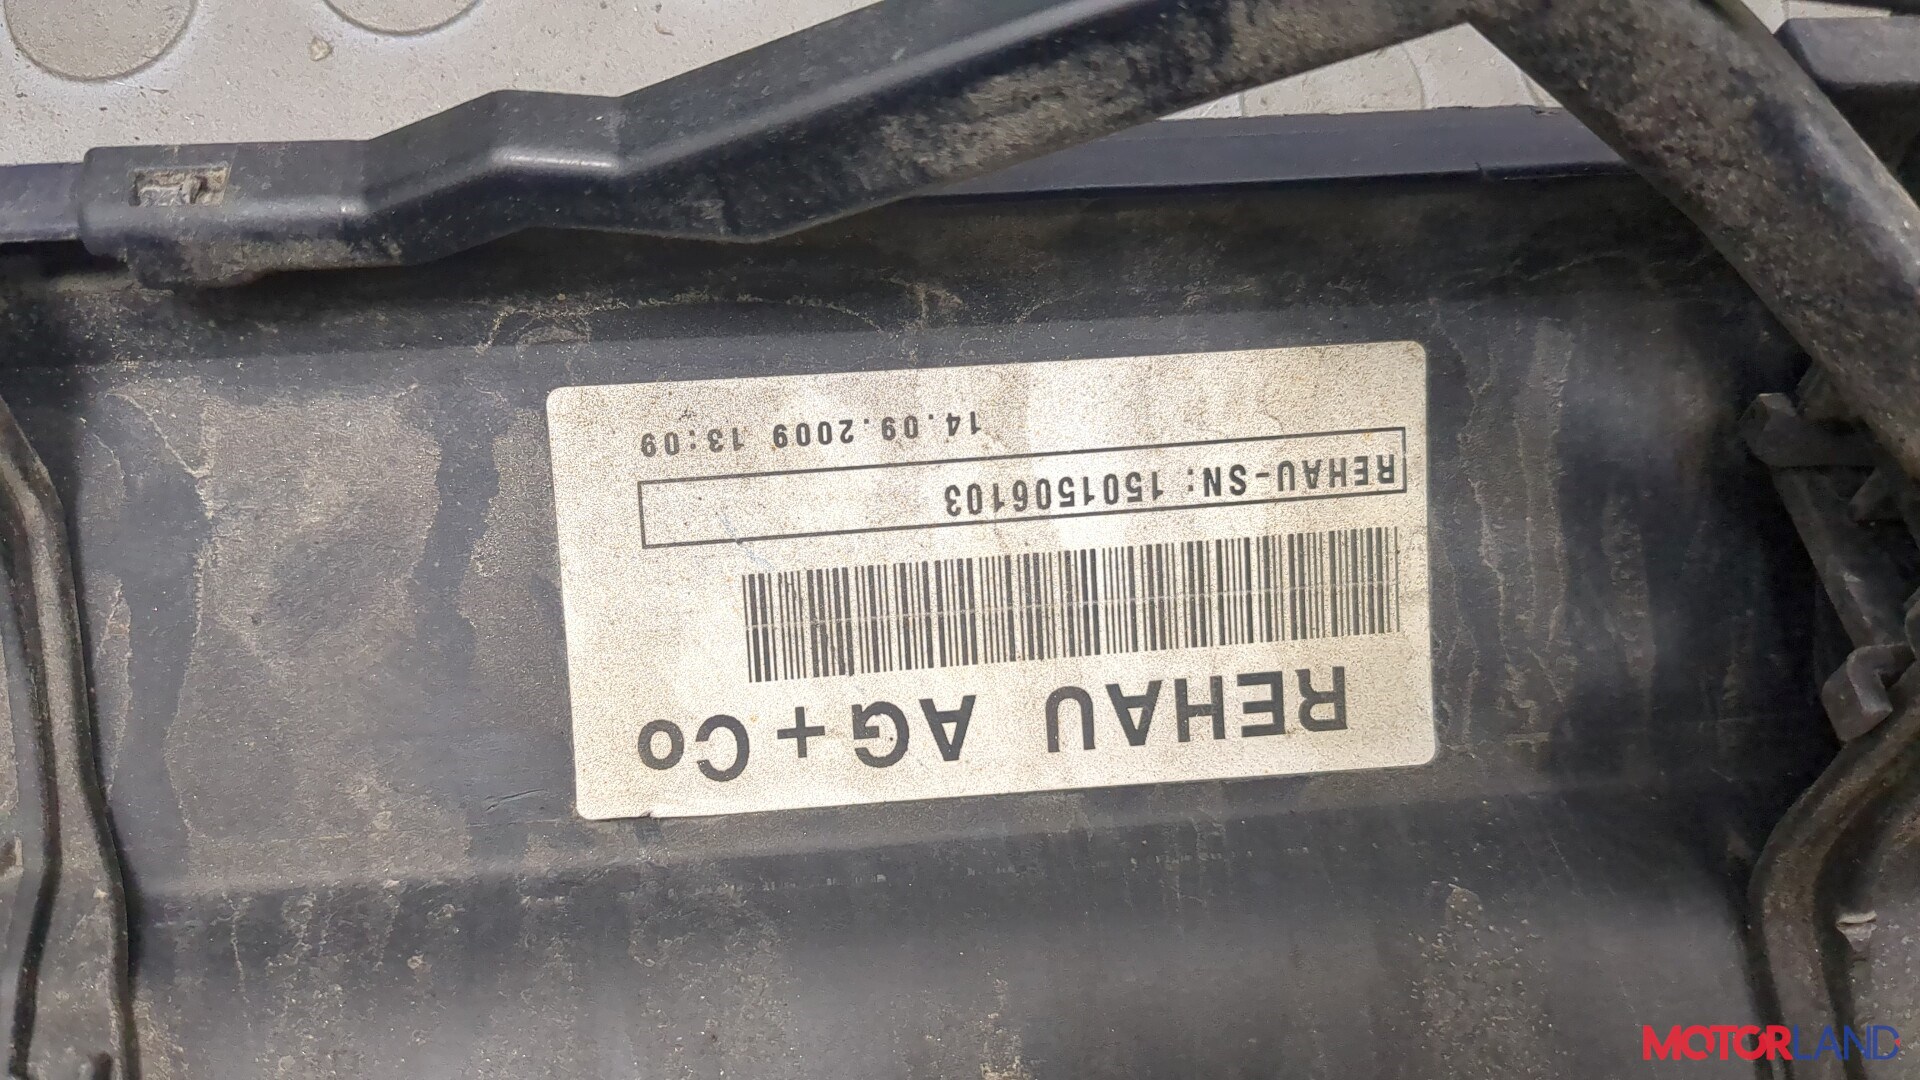 REHAU AG+Co
REHAU-SN: 1501506103
14.09.2009 13:09
MOTORLAND